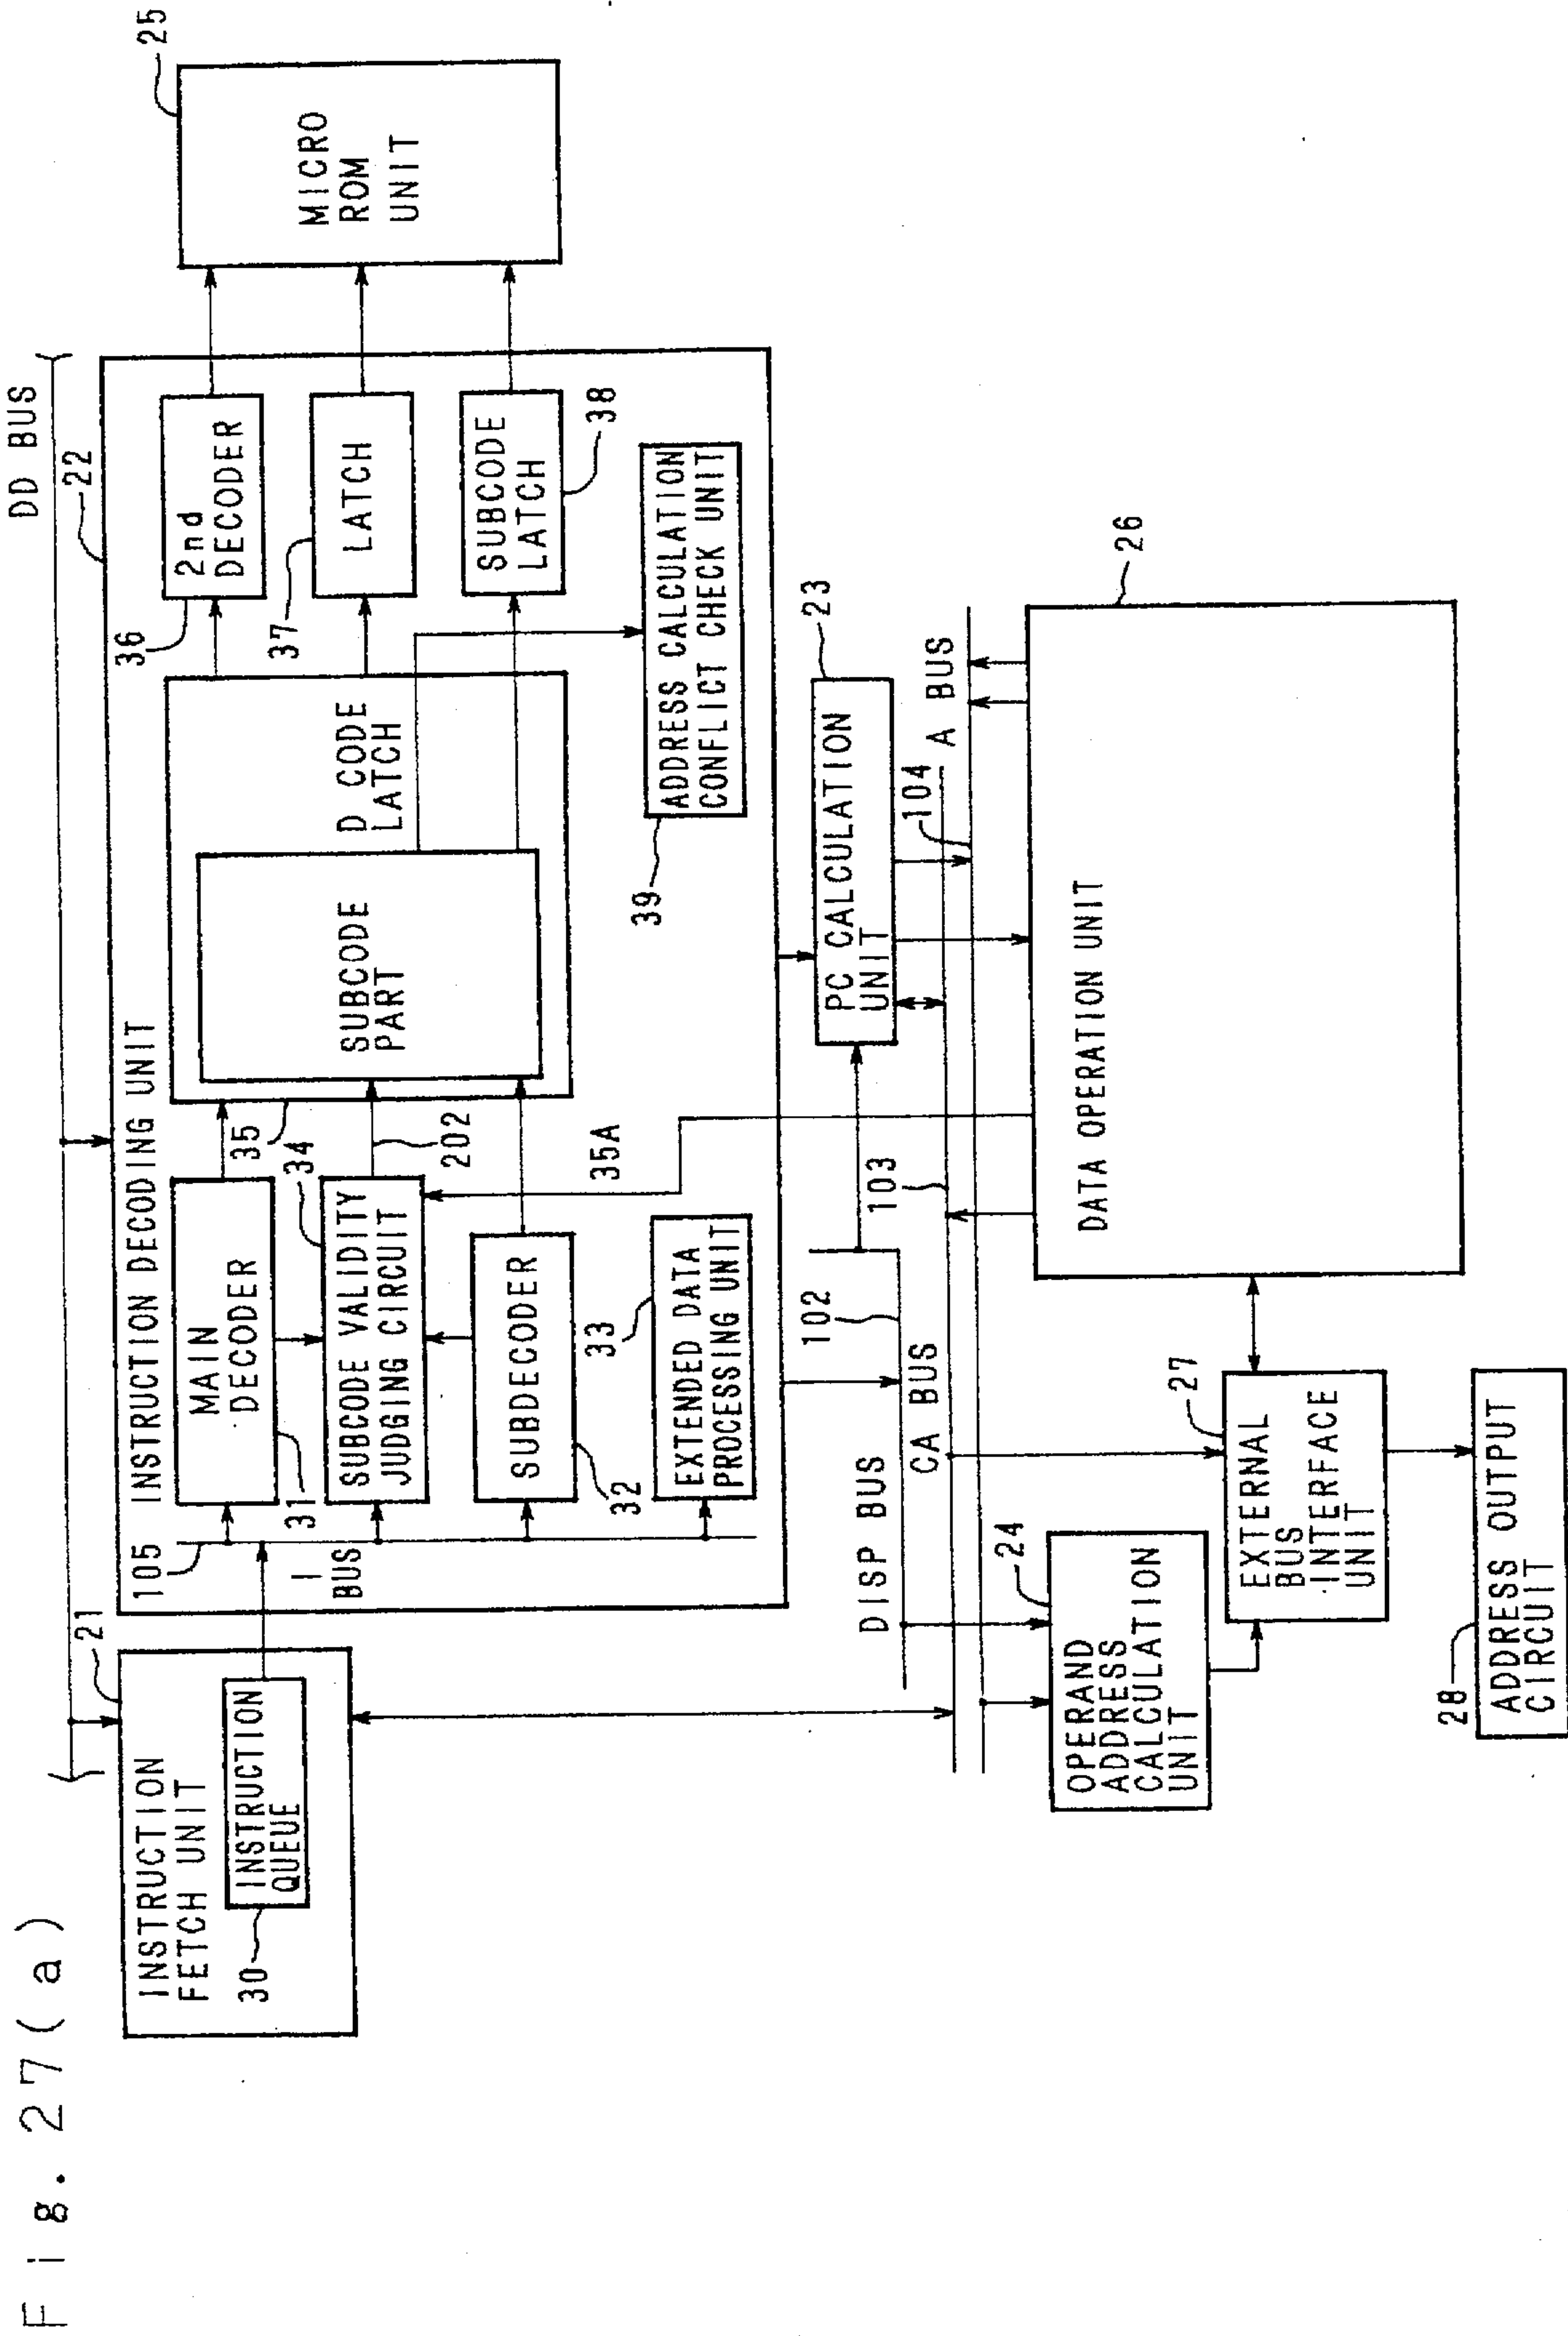 Fig. 27(a)
DD BUS
INSTRUCTION
FETCH UNIT
21
30
INSTRUCTION
QUEUE
22
INSTRUCTION DECODING UNIT
105
I
BUS
MAIN
DECODER
31
34
SUBCODE VALIDITY
JUDGING CIRCUIT
SUBDECODER
32
33
EXTENDED DATA
PROCESSING UNIT
35
202
35A
SUBCODE
PART
D CODE
LATCH
36
2nd
DECODER
37
LATCH
SUBCODE
LATCH
38
39
ADDRESS CALCULATION
CONFLICT CHECK UNIT
25
MICRO
ROM
UNIT
23
PC CALCULATION
UNIT
102
DISP BUS
CA BUS
103
104
A BUS
24
OPERAND
ADDRESS
CALCULATION
UNIT
26
DATA OPERATION UNIT
27
EXTERNAL
BUS
INTERFACE
UNIT
28
ADDRESS OUTPUT
CIRCUIT